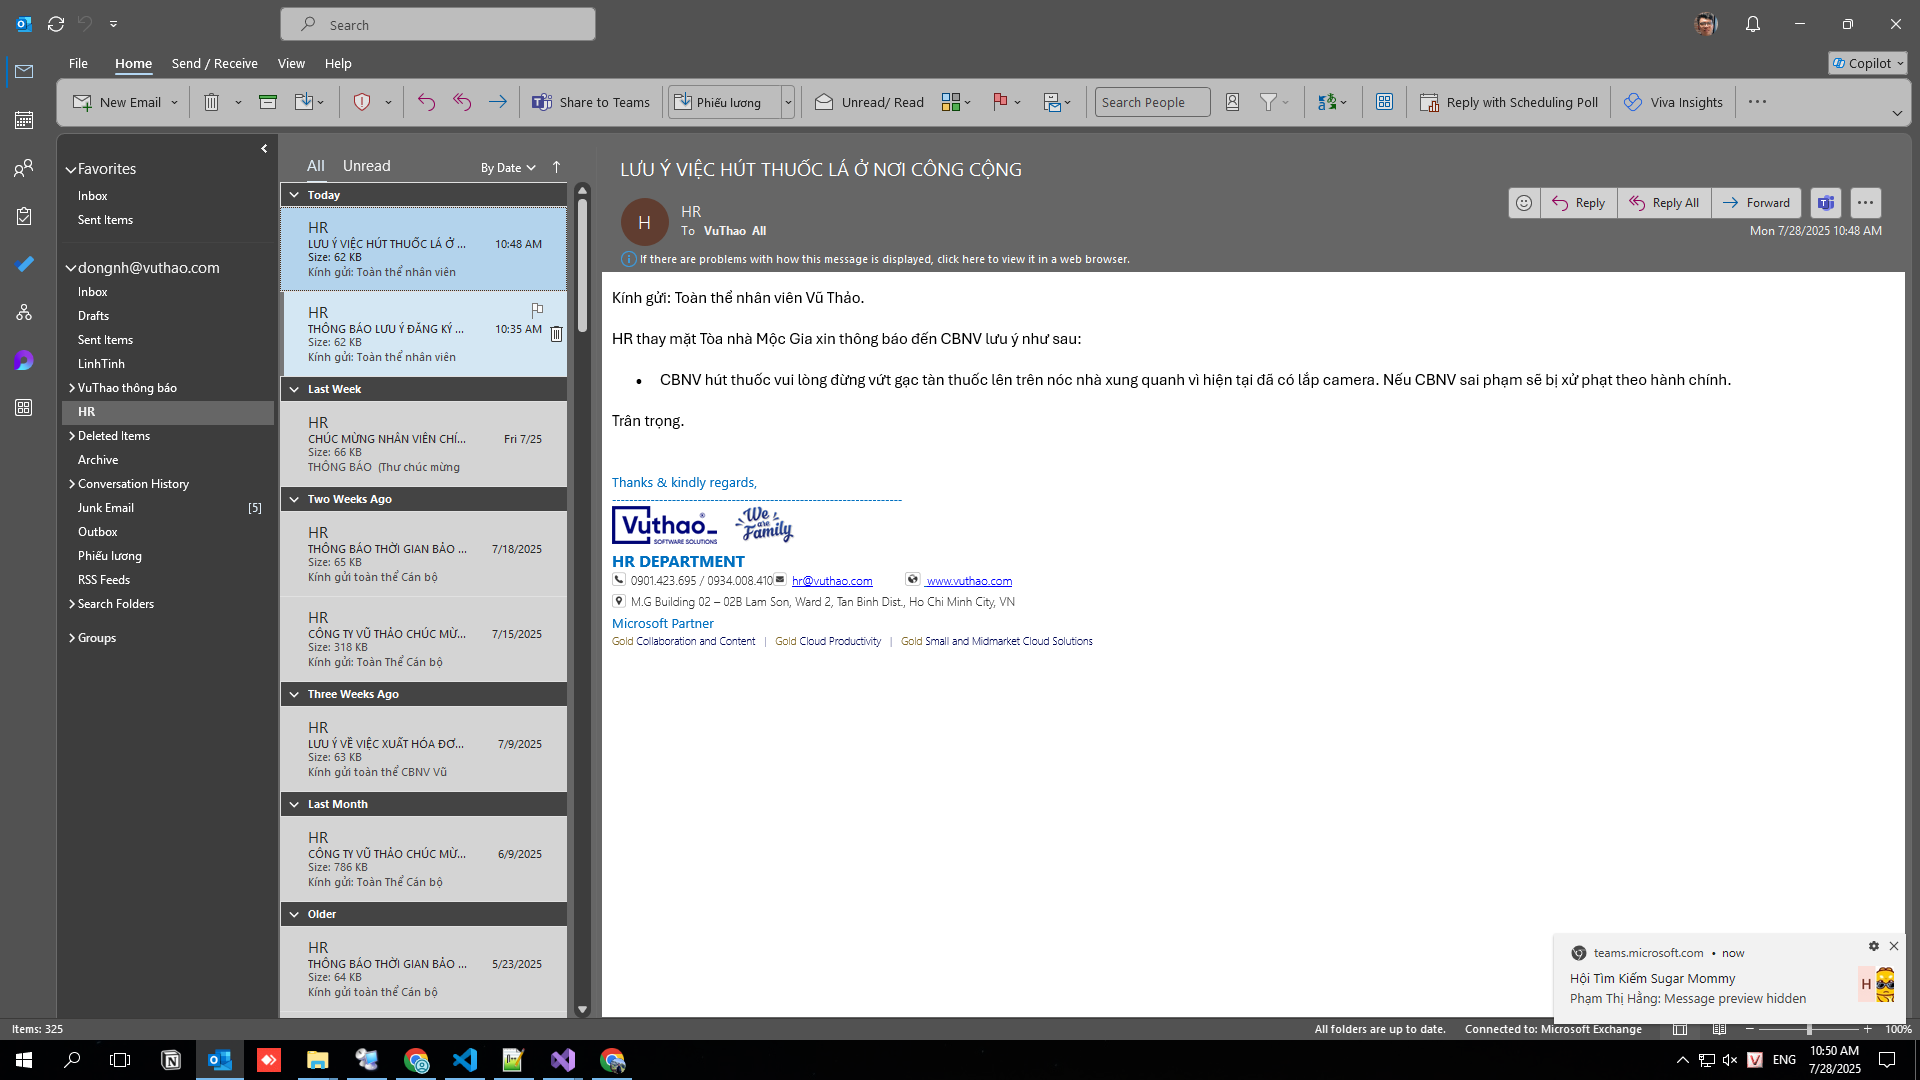 Search
File Home Send / Receive View Help
Copilot
New Email
Share to Teams
Phiếu lương
Unread/ Read
Search People
Reply with Scheduling Poll
Viva Insights
Favorites
Inbox
Sent Items
dongnh@vuthao.com
Inbox
Drafts
Sent Items
LinhTinh
VuThao thông báo
HR
Deleted Items
Archive
Conversation History
Junk Email [5]
Outbox
Phiếu lương
RSS Feeds
Search Folders
Groups
All Unread By Date
Today
HR
LƯU Ý VIỆC HÚT THUỐC LÁ Ở ... 10:48 AM
Size: 62 KB
Kính gửi: Toàn thể nhân viên
HR
THÔNG BÁO LƯU Ý ĐĂNG KÝ ... 10:35 AM
Size: 62 KB
Kính gửi: Toàn thể nhân viên
Last Week
HR
CHÚC MỪNG NHÂN VIÊN CHÍ... Fri 7/25
Size: 66 KB
THÔNG BÁO (Thư chúc mừng
Two Weeks Ago
HR
THÔNG BÁO THỜI GIAN BẢO ... 7/18/2025
Size: 65 KB
Kính gửi toàn thể Cán bộ
HR
CÔNG TY VŨ THẢO CHÚC MỪ... 7/15/2025
Size: 318 KB
Kính gửi: Toàn Thể Cán bộ
Three Weeks Ago
HR
LƯU Ý VỀ VIỆC XUẤT HÓA ĐƠ... 7/9/2025
Size: 63 KB
Kính gửi toàn thể CBNV Vũ
Last Month
HR
CÔNG TY VŨ THẢO CHÚC MỪ... 6/9/2025
Size: 786 KB
Kính gửi: Toàn Thể Cán bộ
Older
HR
THÔNG BÁO THỜI GIAN BẢO ... 5/23/2025
Size: 64 KB
Kính gửi toàn thể Cán bộ
LƯU Ý VIỆC HÚT THUỐC LÁ Ở NƠI CÔNG CỘNG
H
HR
To VuThao All
Reply Reply All Forward
Mon 7/28/2025 10:48 AM
If there are problems with how this message is displayed, click here to view it in a web browser.
Kính gửi: Toàn thể nhân viên Vũ Thảo.
HR thay mặt Tòa nhà Mộc Gia xin thông báo đến CBNV lưu ý như sau:
• CBNV hút thuốc vui lòng đừng vứt gạc tàn thuốc lên trên nóc nhà xung quanh vì hiện tại đã có lắp camera. Nếu CBNV sai phạm sẽ bị xử phạt theo hành chính.
Trân trọng.
Thanks & kindly regards,
--------------------------------------------------------------------
Vuthao®
SOFTWARE SOLUTIONS
We are Family
HR DEPARTMENT
0901.423.695 / 0934.008.410 hr@vuthao.com www.vuthao.com
M.G Building 02 – 02B Lam Son, Ward 2, Tan Binh Dist., Ho Chi Minh City, VN
Microsoft Partner
Gold Collaboration and Content | Gold Cloud Productivity | Gold Small and Midmarket Cloud Solutions
teams.microsoft.com • now
Hội Tìm Kiếm Sugar Mommy
Phạm Thị Hằng: Message preview hidden
H
Items: 325
All folders are up to date. Connected to: Microsoft Exchange 100%
ENG
10:50 AM
7/28/2025